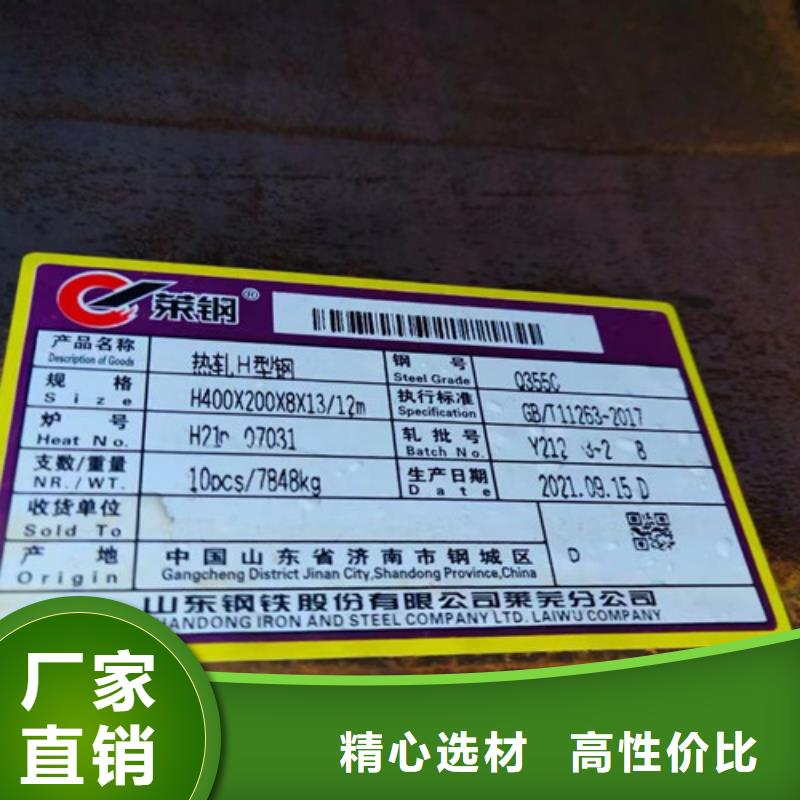 莱钢®
产品名称 热轧H型钢 钢号 Q355C
Description of Goods Steel Grade
规格 H400X200X8X13/12m 执行标准 GB/T11263-2017
Size Specification
炉号 轧批号
Heat No. Batch No.
支数/重量 10pcs/7848kg 生产日期 2021.09.15 D
NR./WT. Date
收货单位
Sold To
产地 中国山东省济南市钢城区 D
Origin Gangcheng District Jinan City,Shandong Province,China
山东钢铁股份有限公司莱芜分公司
IRON AND STEEL COMPANY LTD. LAIWU COMPANY
厂家
直销
精心选材 高性价比